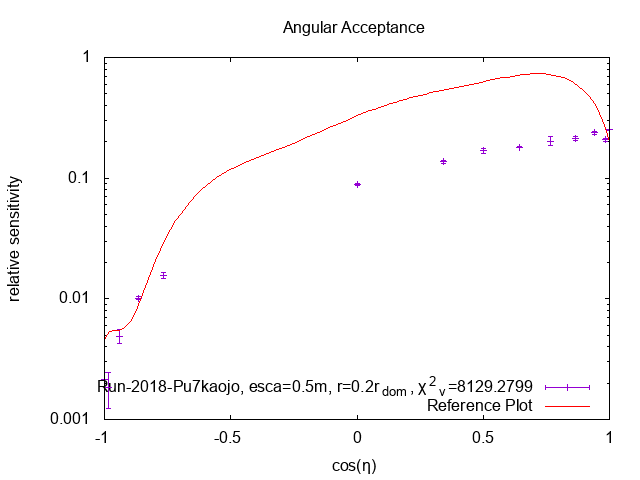 Angular Acceptance
1
0.1
0.01
0.001
relative sensitivity
Run-2018-Pu7kaojo, esca=0.5m, r=0.2r_dom, χ²_v=8129.2799
Reference Plot
-1 -0.5 0 0.5 1
cos(η)